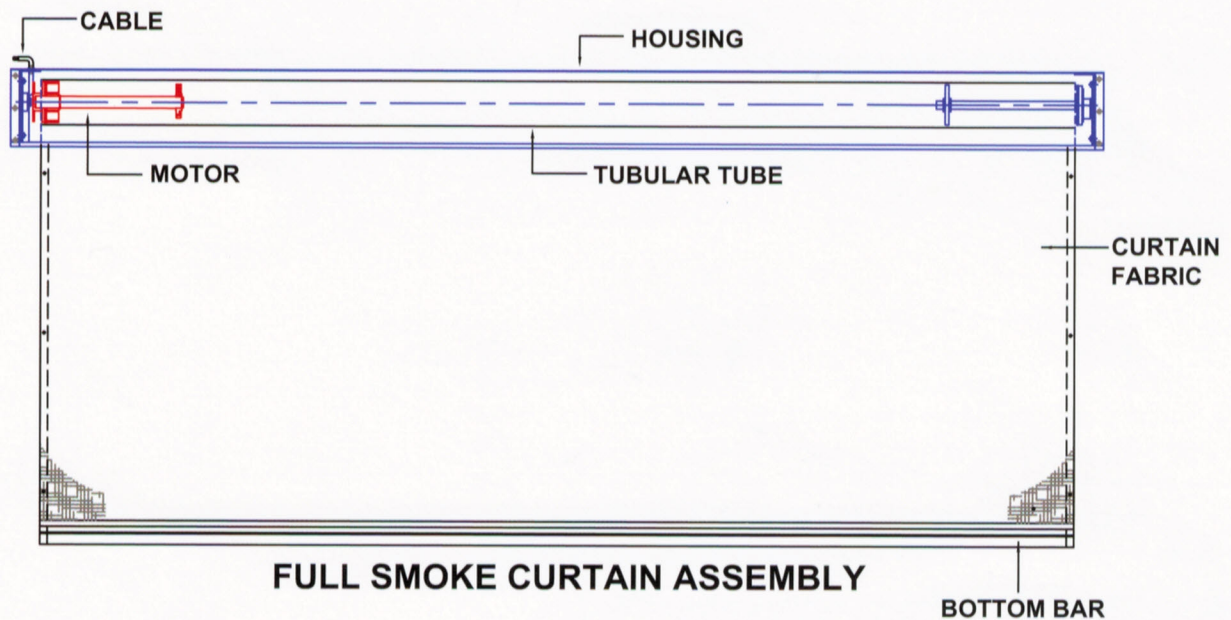 CABLE
HOUSING
MOTOR
TUBULAR TUBE
CURTAIN
FABRIC
FULL SMOKE CURTAIN ASSEMBLY
BOTTOM BAR